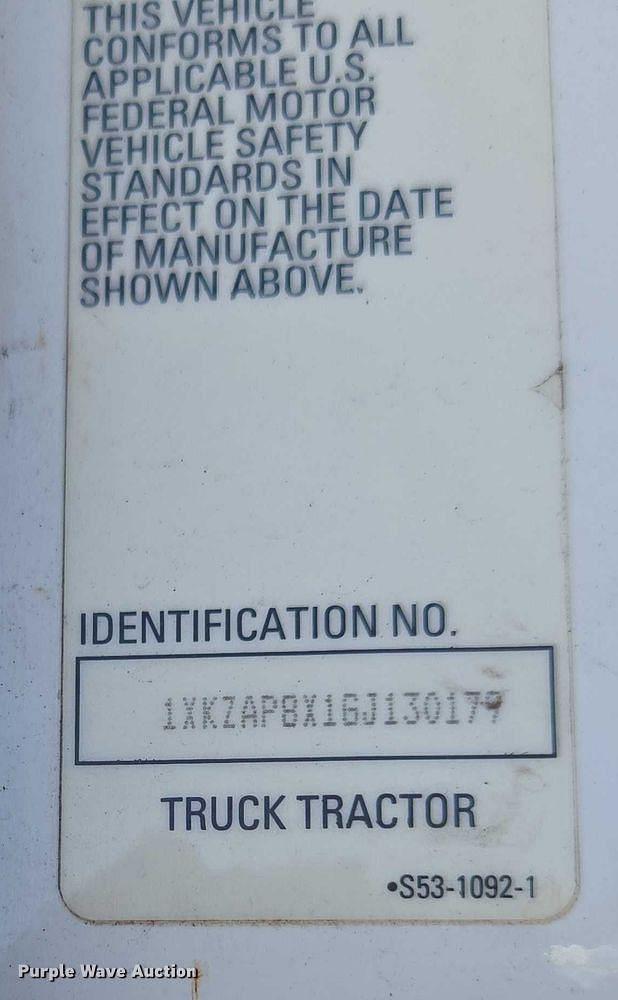 THIS VEHICLE
CONFORMS TO ALL
APPLICABLE U.S.
FEDERAL MOTOR
VEHICLE SAFETY
STANDARDS IN
EFFECT ON THE DATE
OF MANUFACTURE
SHOWN ABOVE.
IDENTIFICATION NO.
1XKZAP8X1GJ130179
TRUCK TRACTOR
•S53-1092-1
Purple Wave Auction